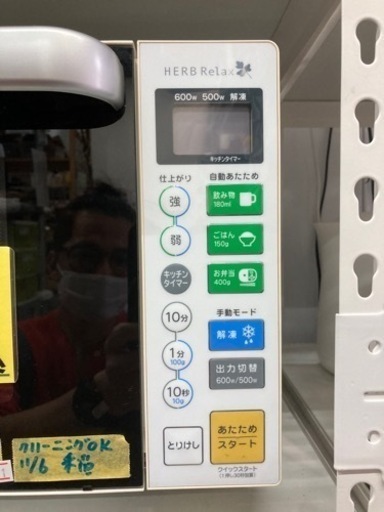 HERB Relax
600W 500W 解凍
キッチンタイマー
仕上がり
自動あたため
強
飲み物
180ml
弱
ごはん
150g
キッチン
タイマー
お弁当
400g
10分
手動モード
解凍
1分
100g
出力切替
600W/500W
10秒
10g
とりけし
あたため
スタート
クイックスタート
クリーニングOK
11/6